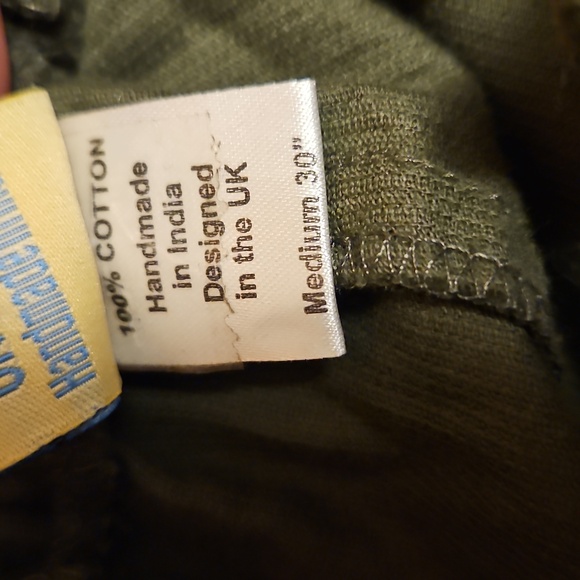 100% COTTON
Handmade
in India
Designed
in the UK
Medium 30"
Handmade